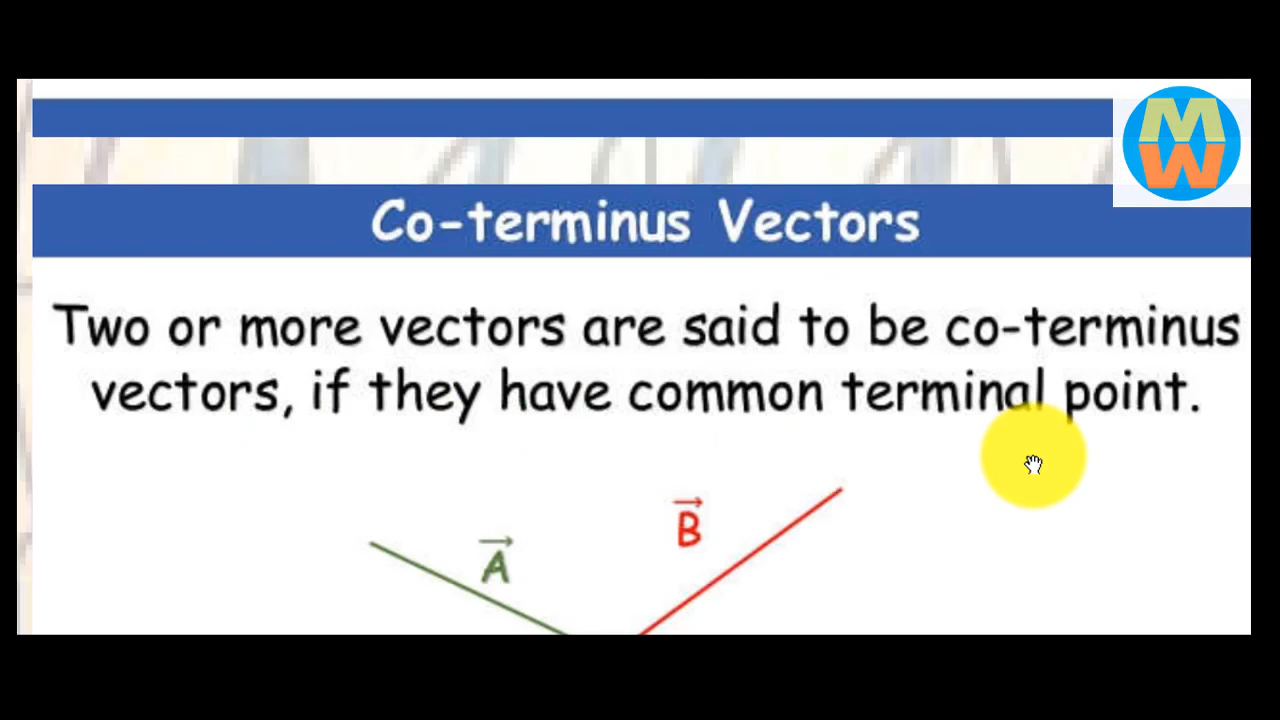 M
W
Co-terminus Vectors
Two or more vectors are said to be co-terminus
vectors, if they have common terminal point.
B
A